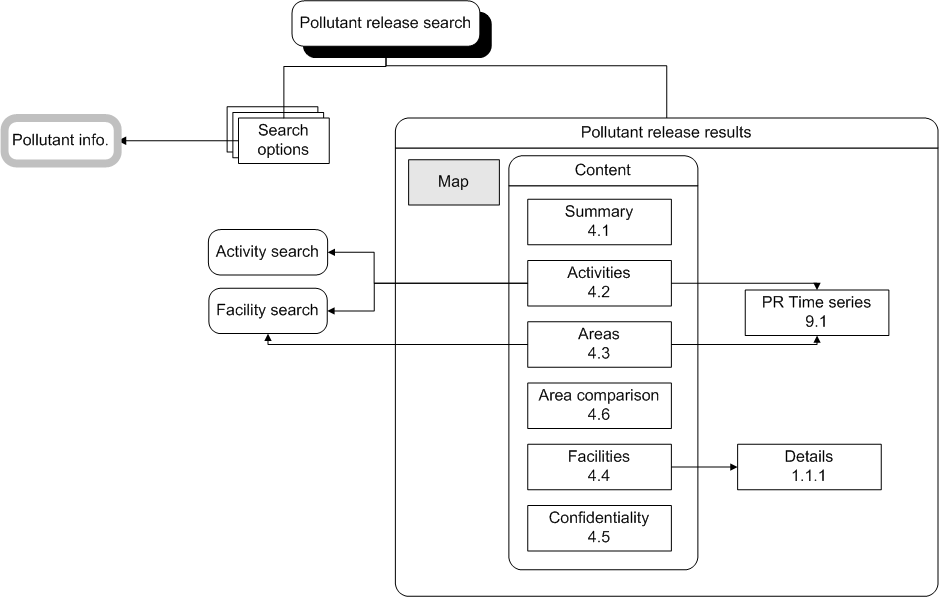 Pollutant release search
Search
options
Pollutant info.
Pollutant release results
Map
Content
Summary
4.1
Activity search
Activities
4.2
Facility search
PR Time series
9.1
Areas
4.3
Area comparison
4.6
Facilities
4.4
Details
1.1.1
Confidentiality
4.5